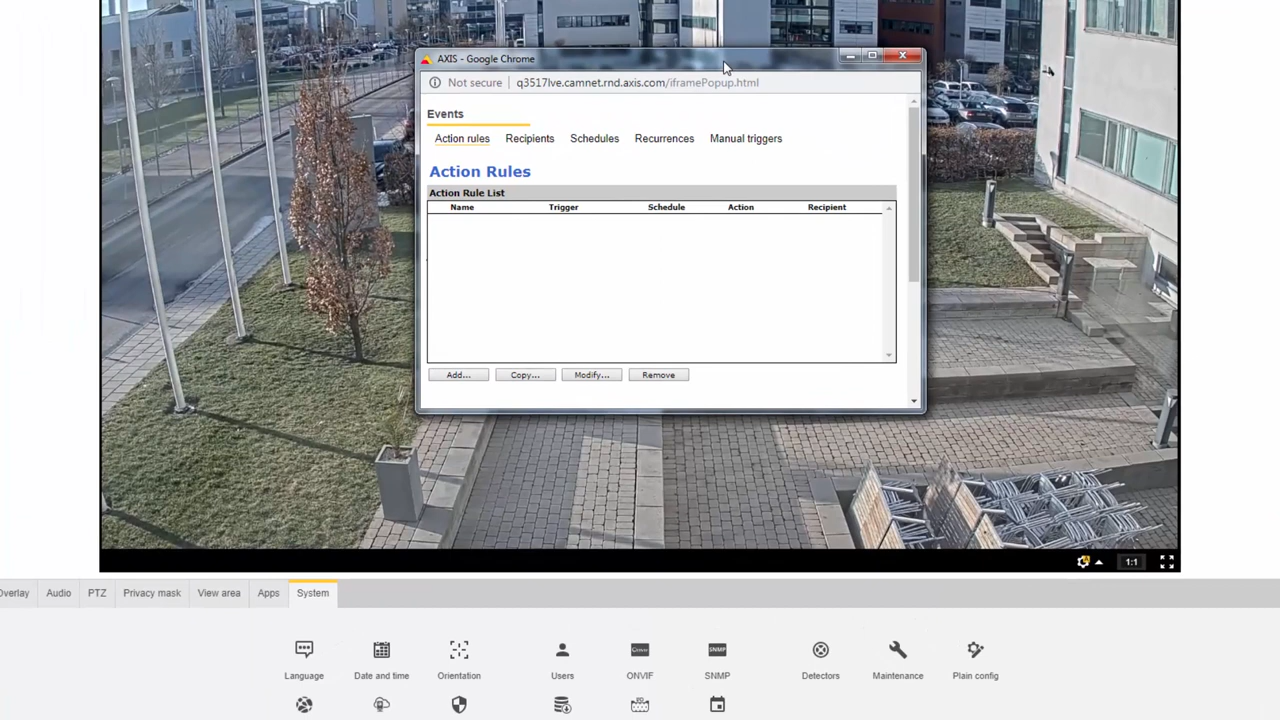 AXIS - Google Chrome
Not secure q3517lve.camnet.rnd.axis.com/iframePopup.html
Events
Action rules Recipients Schedules Recurrences Manual triggers
Action Rules
Action Rule List
Name Trigger Schedule Action Recipient
Add... Copy... Modify... Remove
1:1
Overlay Audio PTZ Privacy mask View area Apps System
SNMP
Language Date and time Orientation Users ONVIF SNMP Detectors Maintenance Plain config